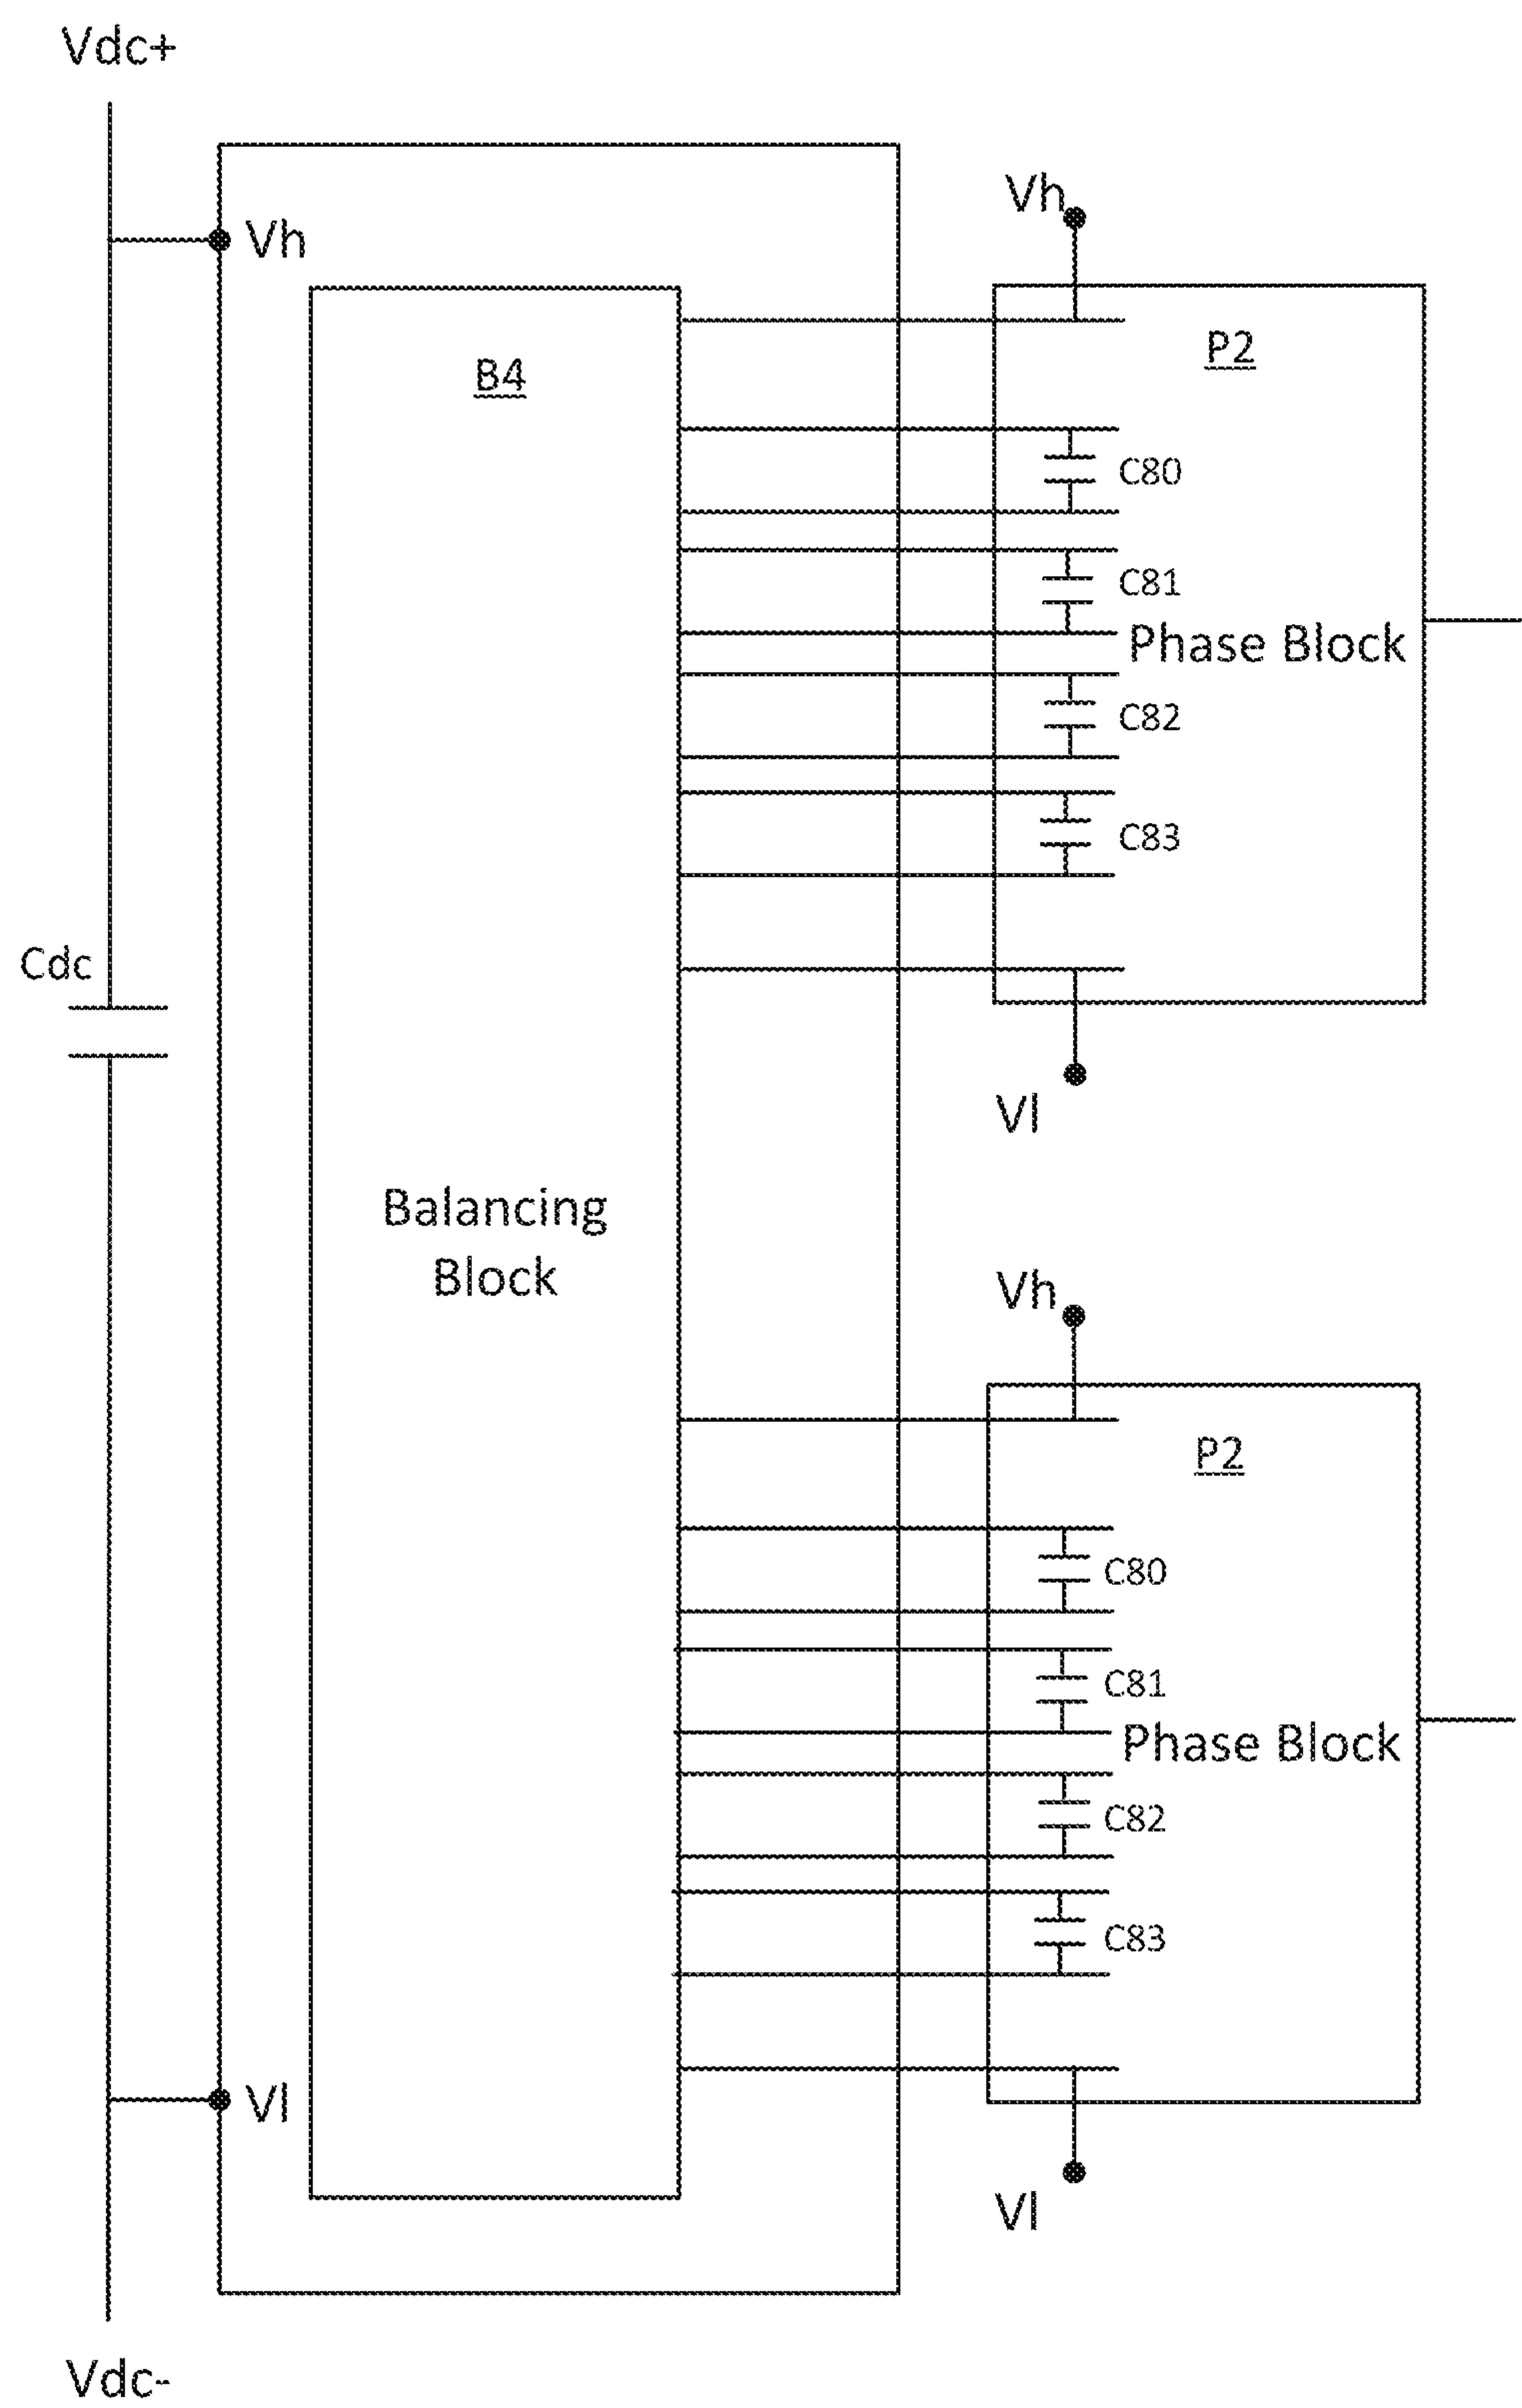 Vdc+
Vh
Vh
P2
B4
C80
C81
Phase Block
C82
C83
Cdc
Vl
Balancing
Block
Vh
P2
C80
C81
Phase Block
C82
C83
Vl
Vl
Vdc-